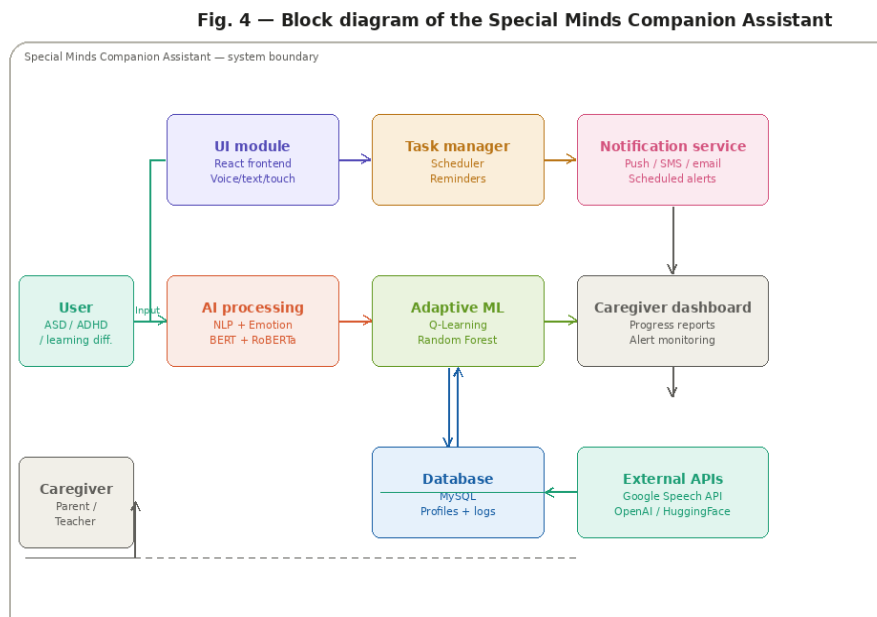 Fig. 4 — Block diagram of the Special Minds Companion Assistant
Special Minds Companion Assistant — system boundary
UI module
React frontend
Voice/text/touch
Task manager
Scheduler
Reminders
Notification service
Push / SMS / email
Scheduled alerts
User
ASD / ADHD
/ learning diff.
Input
AI processing
NLP + Emotion
BERT + RoBERTa
Adaptive ML
Q-Learning
Random Forest
Caregiver dashboard
Progress reports
Alert monitoring
Caregiver
Parent /
Teacher
Database
MySQL
Profiles + logs
External APIs
Google Speech API
OpenAI / HuggingFace